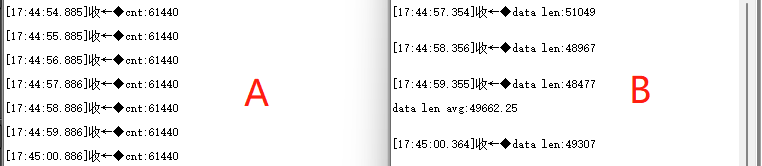 [17:44:54.885]收←◆cnt:61440
[17:44:55.885]收←◆cnt:61440
[17:44:56.885]收←◆cnt:61440
[17:44:57.886]收←◆cnt:61440
[17:44:58.886]收←◆cnt:61440
[17:44:59.886]收←◆cnt:61440
[17:45:00.886]收←◆cnt:61440
A
[17:44:57.354]收←◆data len:51049
[17:44:58.356]收←◆data len:48967
[17:44:59.355]收←◆data len:48477
data len avg:49662.25
[17:45:00.364]收←◆data len:49307
B